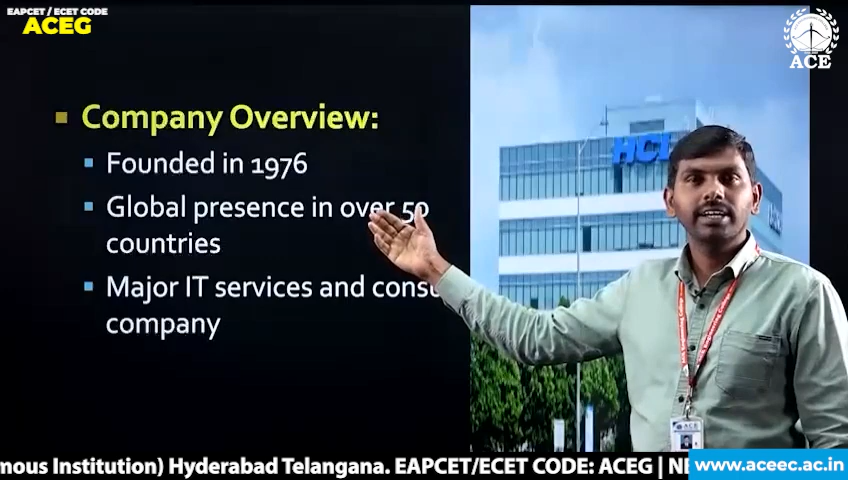 EAPCET / ECET CODE
ACEG
ACE
Company Overview:
Founded in 1976
HCL
Global presence in over 50
countries
Major IT services and
company
ACE
mous Institution) Hyderabad Telangana. EAPCET/ECET CODE: ACEG |
www.aceec.ac.in